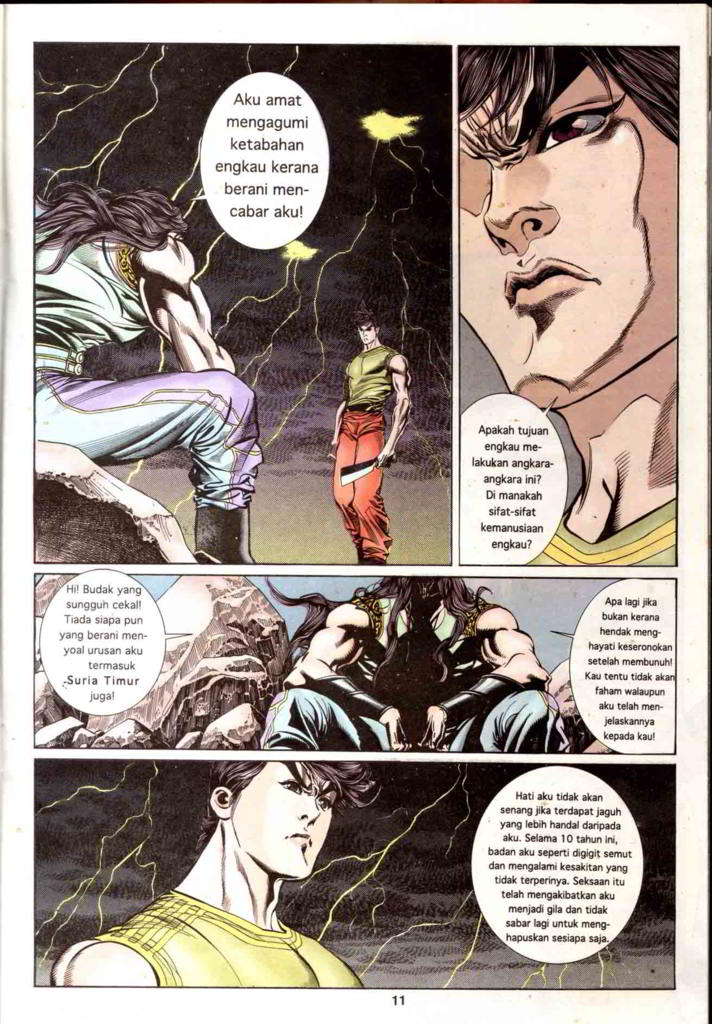 Aku amat
mengagumi
ketabahan
engkau kerana
berani men-
cabar aku!
Apakah tujuan
engkau me-
lakukan angkara-
angkara ini?
Di manakah
sifat-sifat
kemanusiaan
engkau?
Hi! Budak yang
sungguh cekal!
Tiada siapa pun
yang berani men-
yoal urusan aku
termasuk
Suria Timur
juga!
Apa lagi jika
bukan kerana
hendak meng-
hayati keseronokan
setelah membunuh!
Kau tentu tidak akan
faham walaupun
aku telah men-
jelaskannya
kepada kau!
Hati aku tidak akan
senang jika terdapat jaguh
yang lebih handal daripada
aku. Selama 10 tahun ini,
badan aku seperti digigit semut
dan mengalami kesakitan yang
tidak terperinya. Seksaan itu
telah mengakibatkan aku
menjadi gila dan tidak
sabar lagi untuk meng-
hapuskan sesiapa saja.
11